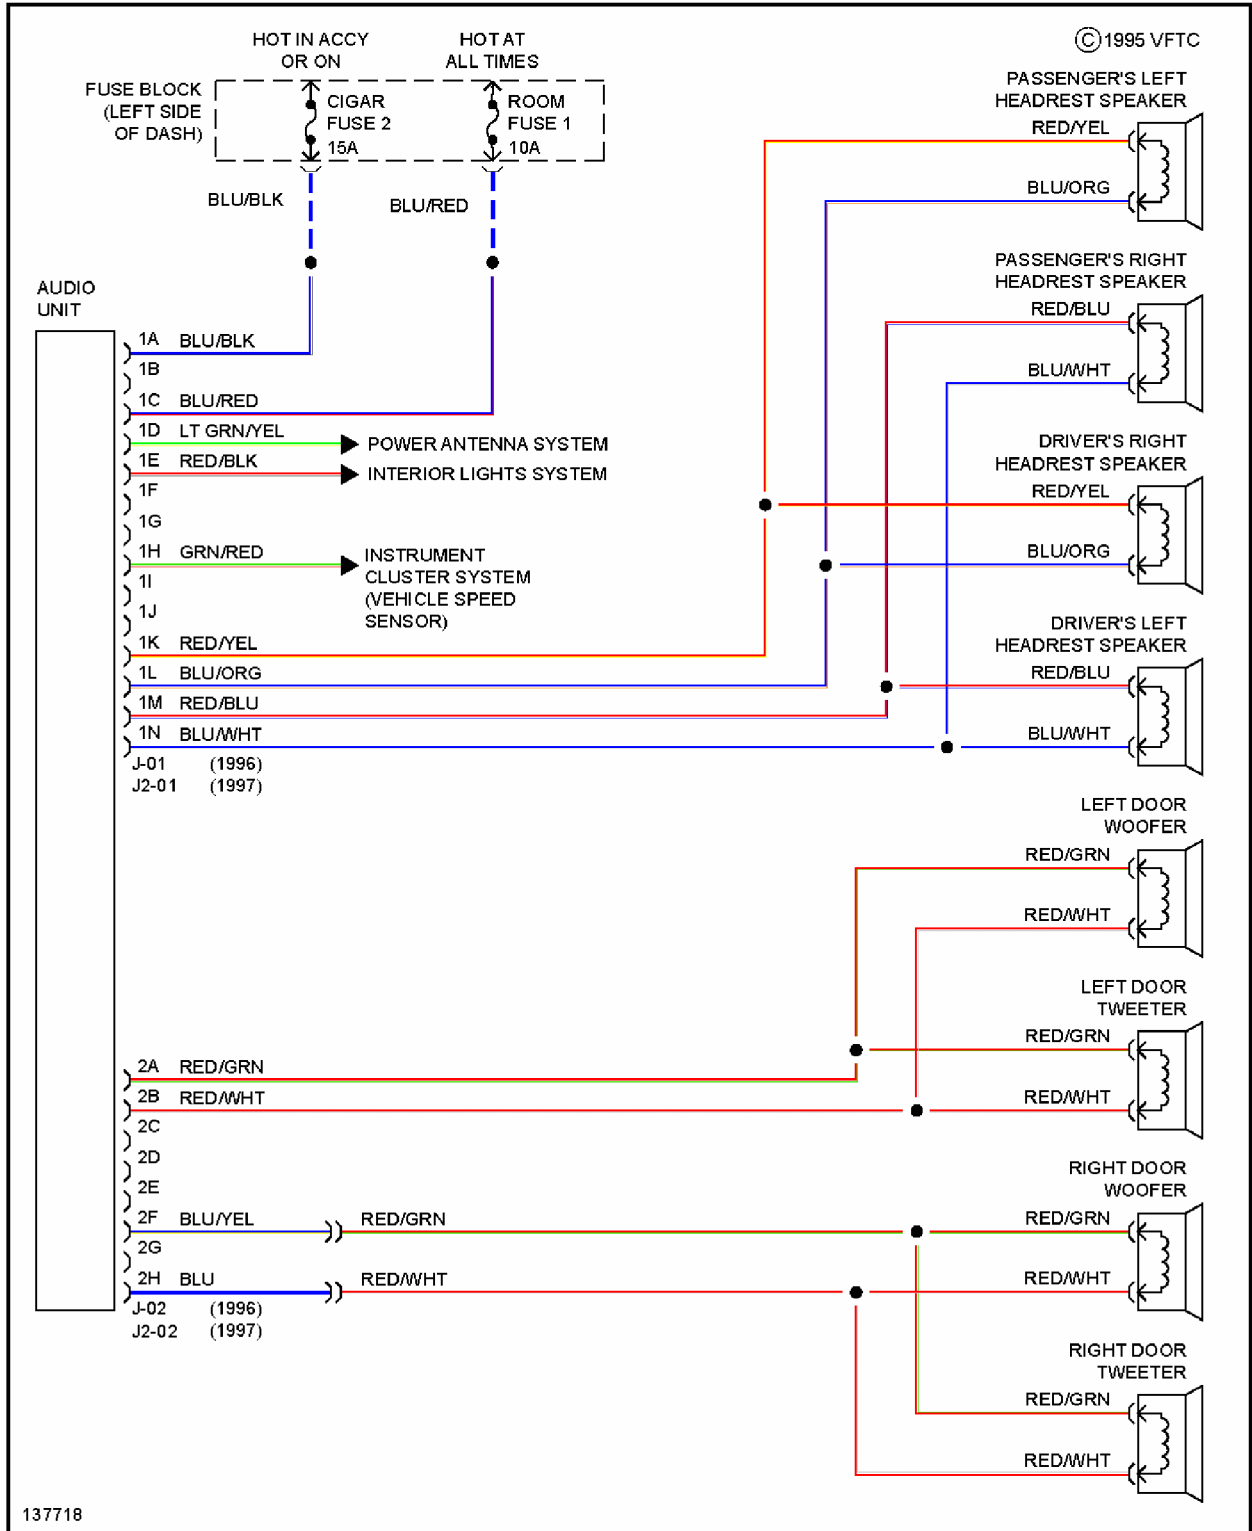 HOT IN ACCY
OR ON
HOT AT
ALL TIMES
© 1995 VFTC
FUSE BLOCK
(LEFT SIDE
OF DASH)
CIGAR
FUSE 2
15A
ROOM
FUSE 1
10A
BLU/BLK
BLU/RED
AUDIO
UNIT
1A BLU/BLK
1B
1C BLU/RED
1D LT GRN/YEL
POWER ANTENNA SYSTEM
1E RED/BLK
INTERIOR LIGHTS SYSTEM
1F
1G
1H GRN/RED
INSTRUMENT
CLUSTER SYSTEM
(VEHICLE SPEED
SENSOR)
1I
1J
1K RED/YEL
1L BLU/ORG
1M RED/BLU
1N BLU/WHT
J-01 (1996)
J2-01 (1997)
PASSENGER'S LEFT
HEADREST SPEAKER
RED/YEL
BLU/ORG
PASSENGER'S RIGHT
HEADREST SPEAKER
RED/BLU
BLU/WHT
DRIVER'S RIGHT
HEADREST SPEAKER
RED/YEL
BLU/ORG
DRIVER'S LEFT
HEADREST SPEAKER
RED/BLU
BLU/WHT
LEFT DOOR
WOOFER
RED/GRN
RED/WHT
LEFT DOOR
TWEETER
RED/GRN
RED/WHT
2A RED/GRN
2B RED/WHT
2C
2D
2E
2F BLU/YEL RED/GRN
2G
2H BLU RED/WHT
J-02 (1996)
J2-02 (1997)
RIGHT DOOR
WOOFER
RED/GRN
RED/WHT
RIGHT DOOR
TWEETER
RED/GRN
RED/WHT
137718